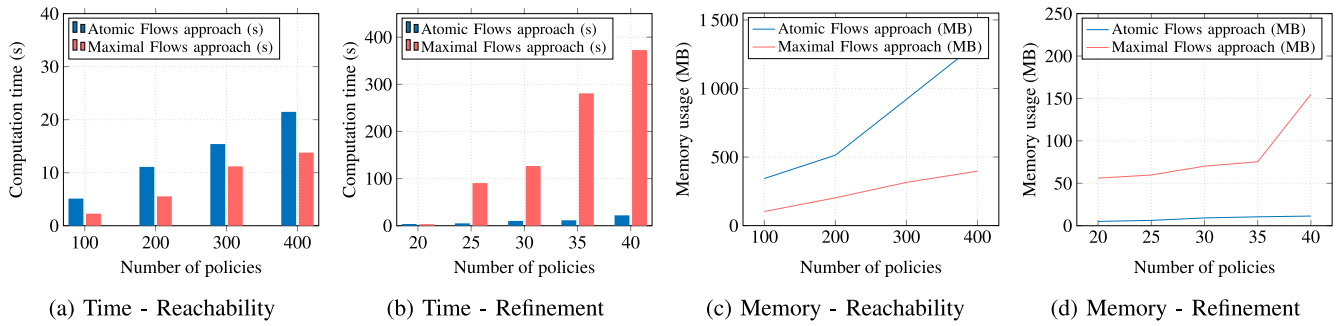 Computation time (s)
40
30
20
10
0
Atomic Flows approach (s)
Maximal Flows approach (s)
100 200 300 400
Number of policies
(a) Time - Reachability
Computation time (s)
400
300
200
100
0
Atomic Flows approach (s)
Maximal Flows approach (s)
20 25 30 35 40
Number of policies
(b) Time - Refinement
Memory usage (MB)
1 500
1 000
500
0
Atomic Flows approach (MB)
Maximal Flows approach (MB)
100 200 300 400
Number of policies
(c) Memory - Reachability
Memory usage (MB)
250
200
150
100
50
0
Atomic Flows approach (MB)
Maximal Flows approach (MB)
20 25 30 35 40
Number of policies
(d) Memory - Refinement